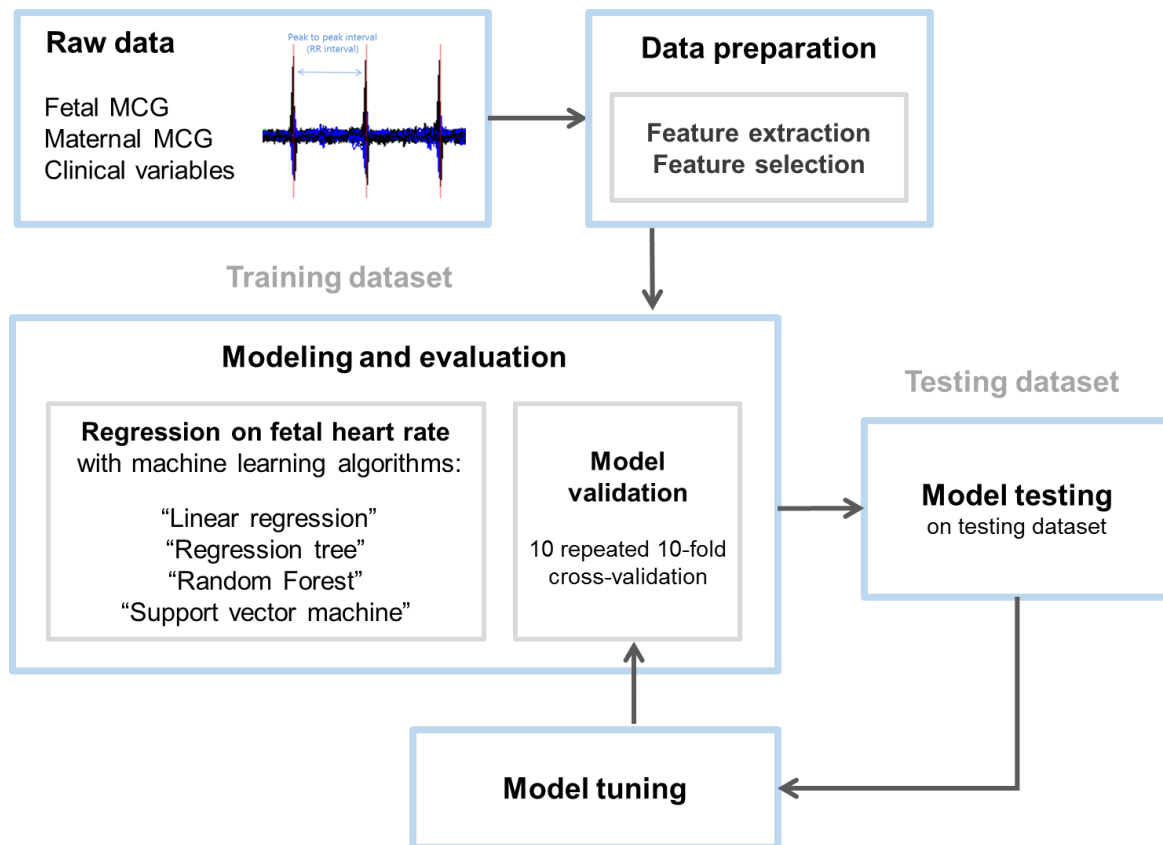 Raw data
Peak to peak interval
(RR interval)
Fetal MCG
Maternal MCG
Clinical variables
Data preparation
Feature extraction
Feature selection
Training dataset
Modeling and evaluation
Regression on fetal heart rate
with machine learning algorithms:
“Linear regression”
“Regression tree”
“Random Forest”
“Support vector machine”
Model
validation
10 repeated 10-fold
cross-validation
Testing dataset
Model testing
on testing dataset
Model tuning